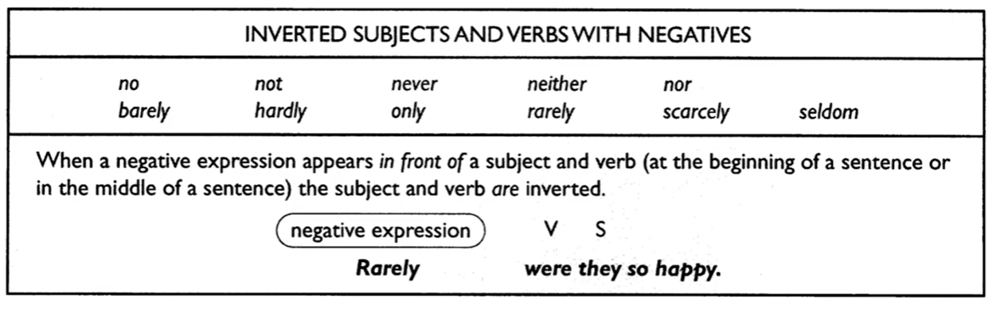 INVERTED SUBJECTS AND VERBS WITH NEGATIVES
no not never neither nor
barely hardly only rarely scarcely seldom
When a negative expression appears in front of a subject and verb (at the beginning of a sentence or
in the middle of a sentence) the subject and verb are inverted.
negative expression V S
Rarely were they so happy.